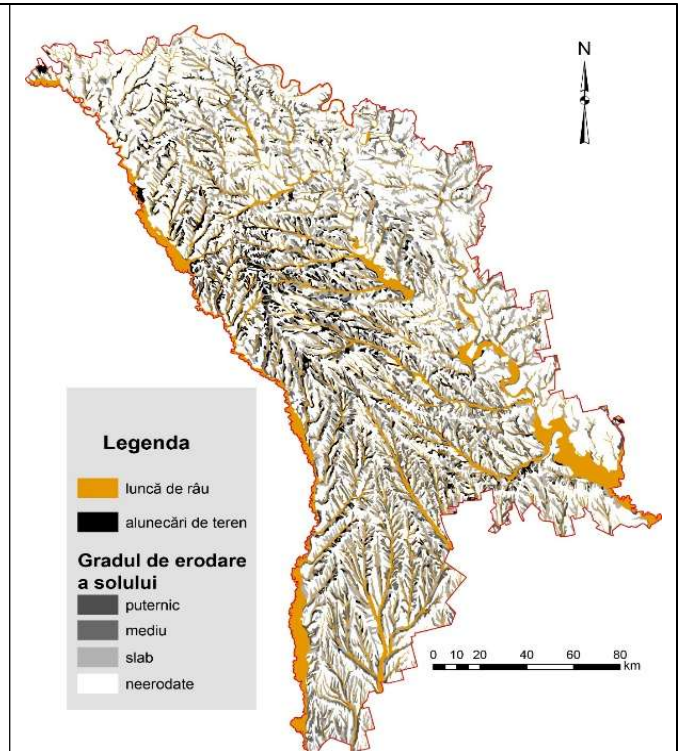 N
Legenda
luncă de râu
alunecări de teren
Gradul de erodare
a solului
puternic
mediu
slab
neerodate
0 10 20 40 60 80
km